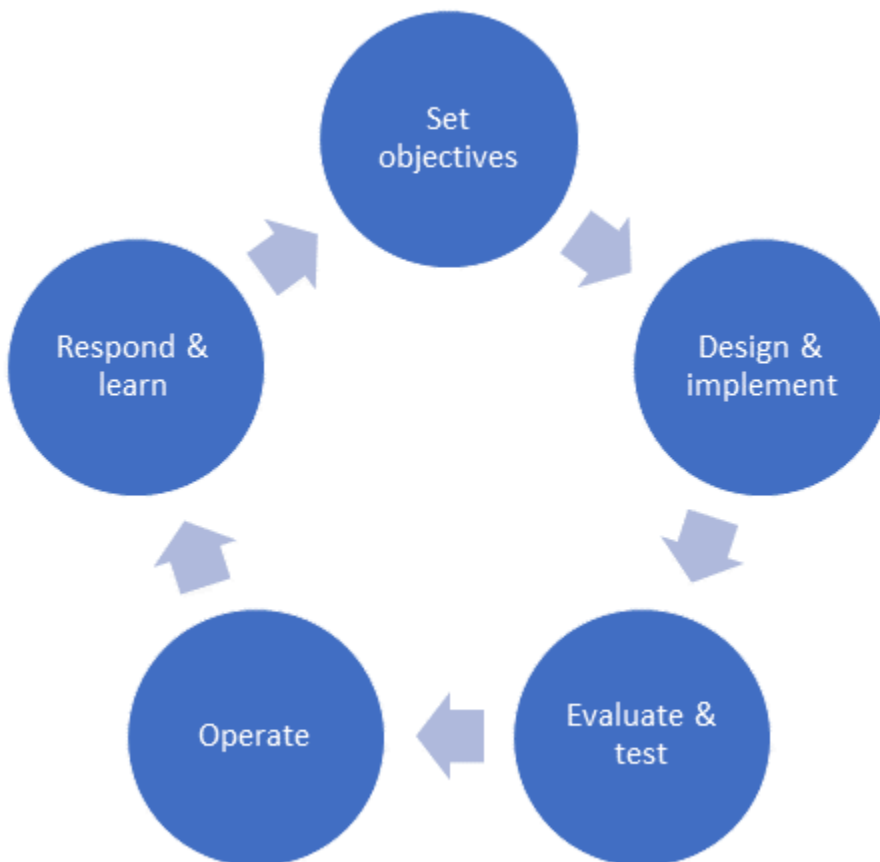 Set
objectives
Design &
implement
Evaluate &
test
Operate
Respond &
learn